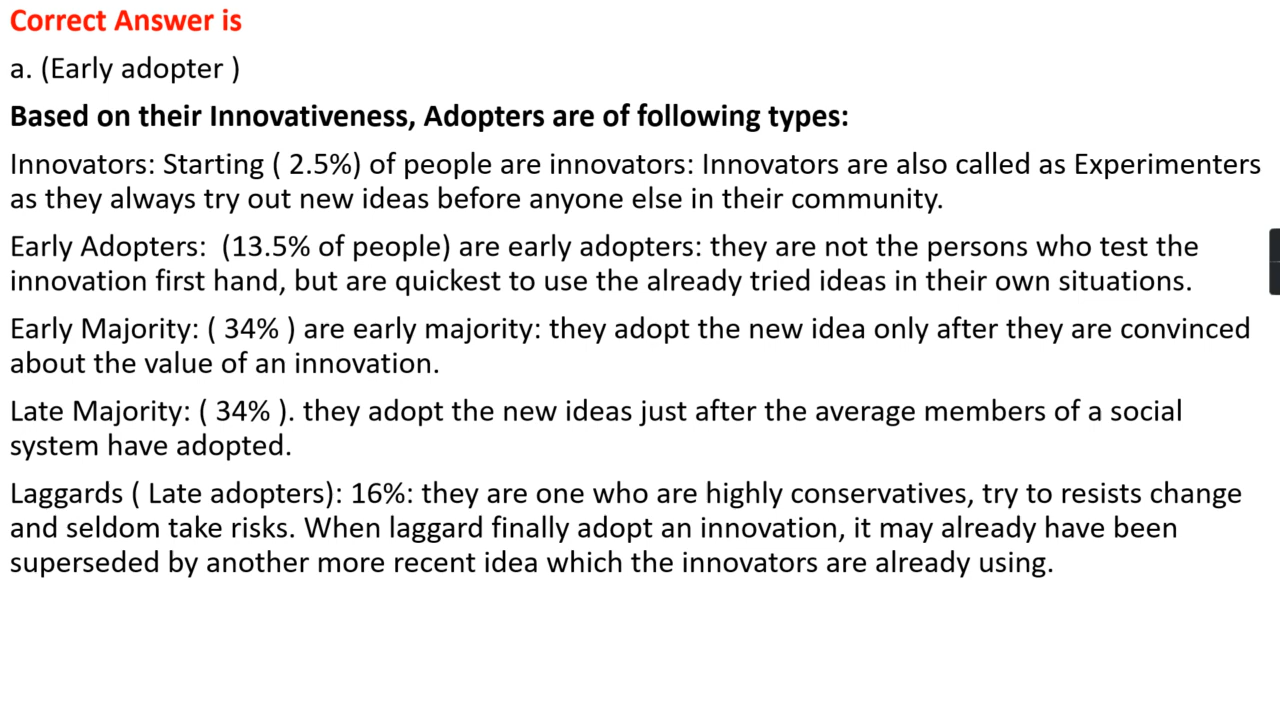 Correct Answer is
a. (Early adopter )
Based on their Innovativeness, Adopters are of following types:
Innovators: Starting ( 2.5%) of people are innovators: Innovators are also called as Experimenters
as they always try out new ideas before anyone else in their community.
Early Adopters:  (13.5% of people) are early adopters: they are not the persons who test the
innovation first hand, but are quickest to use the already tried ideas in their own situations.
Early Majority: ( 34% ) are early majority: they adopt the new idea only after they are convinced
about the value of an innovation.
Late Majority: ( 34% ). they adopt the new ideas just after the average members of a social
system have adopted.
Laggards ( Late adopters): 16%: they are one who are highly conservatives, try to resists change
and seldom take risks. When laggard finally adopt an innovation, it may already have been
superseded by another more recent idea which the innovators are already using.